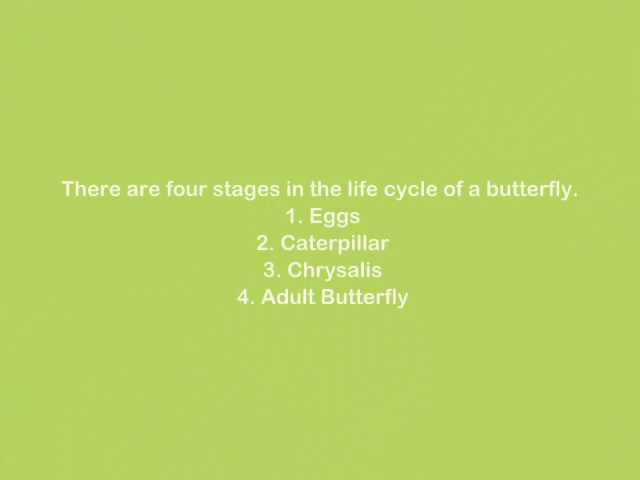 There are four stages in the life cycle of a butterfly.
1. Eggs
2. Caterpillar
3. Chrysalis
4. Adult Butterfly